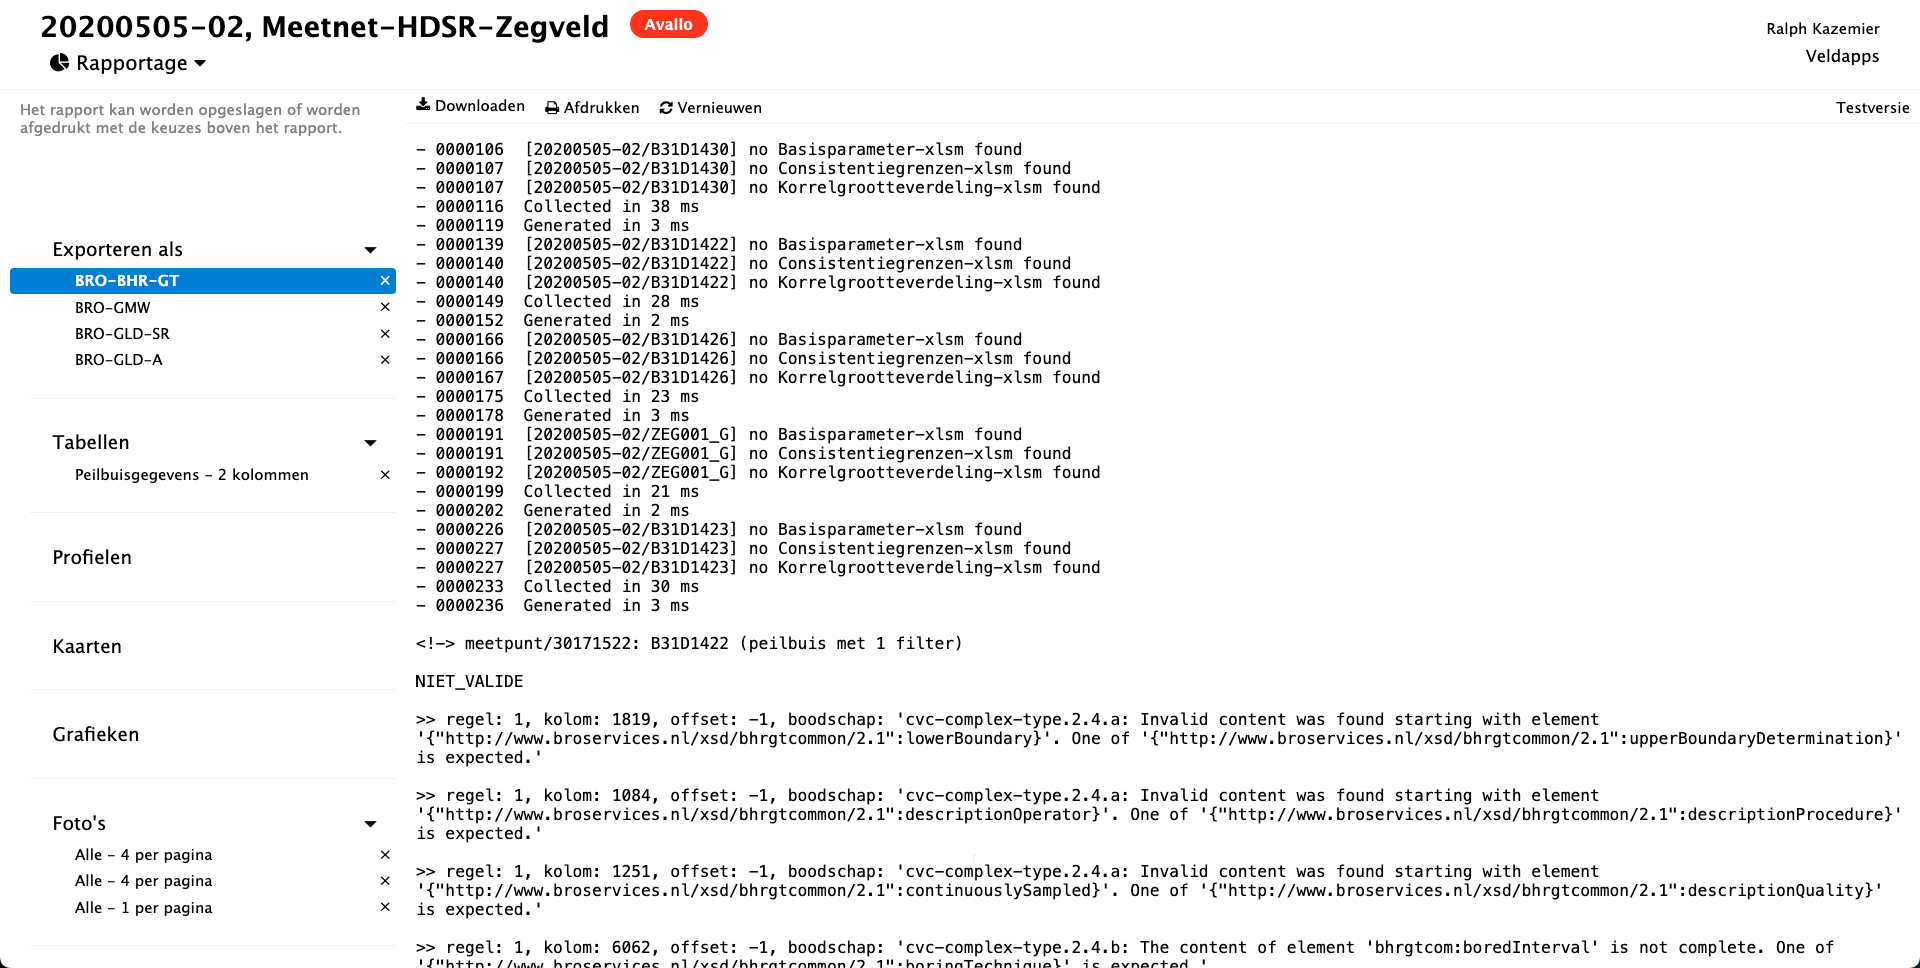 20200505-02, Meetnet-HDSR-Zegveld Avallo
Rapportage
Ralph Kazemier
Veldapps
Het rapport kan worden opgeslagen of worden
afgedrukt met de keuzes boven het rapport.
Exporteren als
BRO-BHR-GT ×
BRO-GMW ×
BRO-GLD-SR ×
BRO-GLD-A ×
Tabellen
Peilbuisgegevens - 2 kolommen ×
Profielen
Kaarten
Grafieken
Foto's
Alle - 4 per pagina ×
Alle - 4 per pagina ×
Alle - 1 per pagina ×
Downloaden Afdrukken Vernieuwen Testversie
- 0000106 [20200505-02/B31D1430] no Basisparameter-xlsm found
- 0000107 [20200505-02/B31D1430] no Consistentiegrenzen-xlsm found
- 0000107 [20200505-02/B31D1430] no Korrelgrootteverdeling-xlsm found
- 0000116 Collected in 38 ms
- 0000119 Generated in 3 ms
- 0000139 [20200505-02/B31D1422] no Basisparameter-xlsm found
- 0000140 [20200505-02/B31D1422] no Consistentiegrenzen-xlsm found
- 0000140 [20200505-02/B31D1422] no Korrelgrootteverdeling-xlsm found
- 0000149 Collected in 28 ms
- 0000152 Generated in 2 ms
- 0000166 [20200505-02/B31D1426] no Basisparameter-xlsm found
- 0000166 [20200505-02/B31D1426] no Consistentiegrenzen-xlsm found
- 0000167 [20200505-02/B31D1426] no Korrelgrootteverdeling-xlsm found
- 0000175 Collected in 23 ms
- 0000178 Generated in 3 ms
- 0000191 [20200505-02/ZEG001_G] no Basisparameter-xlsm found
- 0000191 [20200505-02/ZEG001_G] no Consistentiegrenzen-xlsm found
- 0000192 [20200505-02/ZEG001_G] no Korrelgrootteverdeling-xlsm found
- 0000199 Collected in 21 ms
- 0000202 Generated in 2 ms
- 0000226 [20200505-02/B31D1423] no Basisparameter-xlsm found
- 0000227 [20200505-02/B31D1423] no Consistentiegrenzen-xlsm found
- 0000227 [20200505-02/B31D1423] no Korrelgrootteverdeling-xlsm found
- 0000233 Collected in 30 ms
- 0000236 Generated in 3 ms
<!-> meetpunt/30171522: B31D1422 (peilbuis met 1 filter)
NIET_VALIDE
>> regel: 1, kolom: 1819, offset: -1, boodschap: 'cvc-complex-type.2.4.a: Invalid content was found starting with element
'{"http://www.broservices.nl/xsd/bhrgtcommon/2.1":lowerBoundary}'. One of '{"http://www.broservices.nl/xsd/bhrgtcommon/2.1":upperBoundaryDetermination}'
is expected.'
>> regel: 1, kolom: 1084, offset: -1, boodschap: 'cvc-complex-type.2.4.a: Invalid content was found starting with element
'{"http://www.broservices.nl/xsd/bhrgtcommon/2.1":descriptionOperator}'. One of '{"http://www.broservices.nl/xsd/bhrgtcommon/2.1":descriptionProcedure}'
is expected.'
>> regel: 1, kolom: 1251, offset: -1, boodschap: 'cvc-complex-type.2.4.a: Invalid content was found starting with element
'{"http://www.broservices.nl/xsd/bhrgtcommon/2.1":continuouslySampled}'. One of '{"http://www.broservices.nl/xsd/bhrgtcommon/2.1":descriptionQuality}'
is expected.'
>> regel: 1, kolom: 6062, offset: -1, boodschap: 'cvc-complex-type.2.4.b: The content of element 'bhrgtcom:boredInterval' is not complete. One of
'{"http://www.broservices.nl/xsd/bhrgtcommon/2.1":boringTechnique}' is expected.'